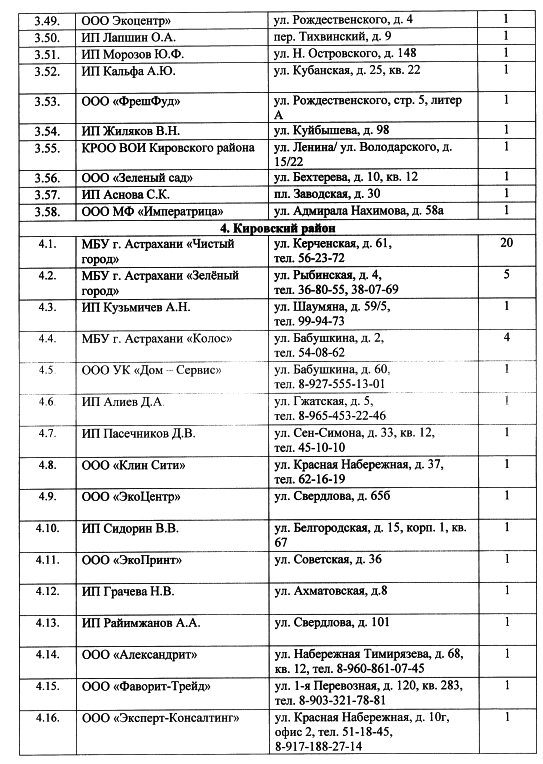 3.49. ООО Экоцентр» ул. Рождественского, д. 4 1
3.50. ИП Лапшин О.А. пер. Тихвинский, д. 9 1
3.51. ИП Морозов Ю.Ф. ул. Н. Островского, д. 148 1
3.52. ИП Кальфа А.Ю. ул. Кубанская, д. 25, кв. 22 1
3.53. ООО «ФрешФуд» ул. Рождественского, стр. 5, литер 1
А
3.54. ИП Жиляков В.Н. ул. Куйбышева, д. 98 1
3.55. КРОО ВОИ Кировского района ул. Ленина/ ул. Володарского, д. 1
15/22
3.56. ООО «Зеленый сад» ул. Бехтерева, д. 10, кв. 12 1
3.57. ИП Аснова С.К. пл. Заводская, д. 30 1
3.58. ООО МФ «Императрица» ул. Адмирала Нахимова, д. 58а 1
4. Кировский район
4.1. МБУ г. Астрахани «Чистый ул. Керченская, д. 61, 20
город» тел. 56-23-72
4.2. МБУ г. Астрахани «Зелёный ул. Рыбинская, д. 4, 5
город» тел. 36-80-55, 38-07-69
4.3. ИП Кузьмичев А.Н. ул. Шаумяна, д. 59/5, 1
тел. 99-94-73
4.4. МБУ г. Астрахани «Колос» ул. Бабушкина, д. 2, 4
тел. 54-08-62
4.5. ООО УК «Дом – Сервис» ул. Бабушкина, д. 60, 1
тел. 8-927-555-13-01
4.6. ИП Алиев Д.А. ул. Гжатская, д. 5, 1
тел. 8-965-453-22-46
4.7. ИП Пасечников Д.В. ул. Сен-Симона, д. 33, кв. 12, 1
тел. 45-10-10
4.8. ООО «Клин Сити» ул. Красная Набережная, д. 37, 1
тел. 62-16-19
4.9. ООО «ЭкоЦентр» ул. Свердлова, д. 65б 1
4.10. ИП Сидорин В.В. ул. Белгородская, д. 15, корп. 1, кв. 1
67
4.11. ООО «ЭкоПринт» ул. Советская, д. 36 1
4.12. ИП Грачева Н.В. ул. Ахматовская, д.8 1
4.13. ИП Райимжанов А.А. ул. Свердлова, д. 101 1
4.14. ООО «Александрит» ул. Набережная Тимирязева, д. 68, 1
кв. 12, тел. 8-960-861-07-45
4.15. ООО «Фаворит-Трейд» ул. 1-я Перевозная, д. 120, кв. 283, 1
тел. 8-903-321-78-81
4.16. ООО «Эксперт-Консалтинг» ул. Красная Набережная, д. 10г, 1
офис 2, тел. 51-18-45,
8-917-188-27-14